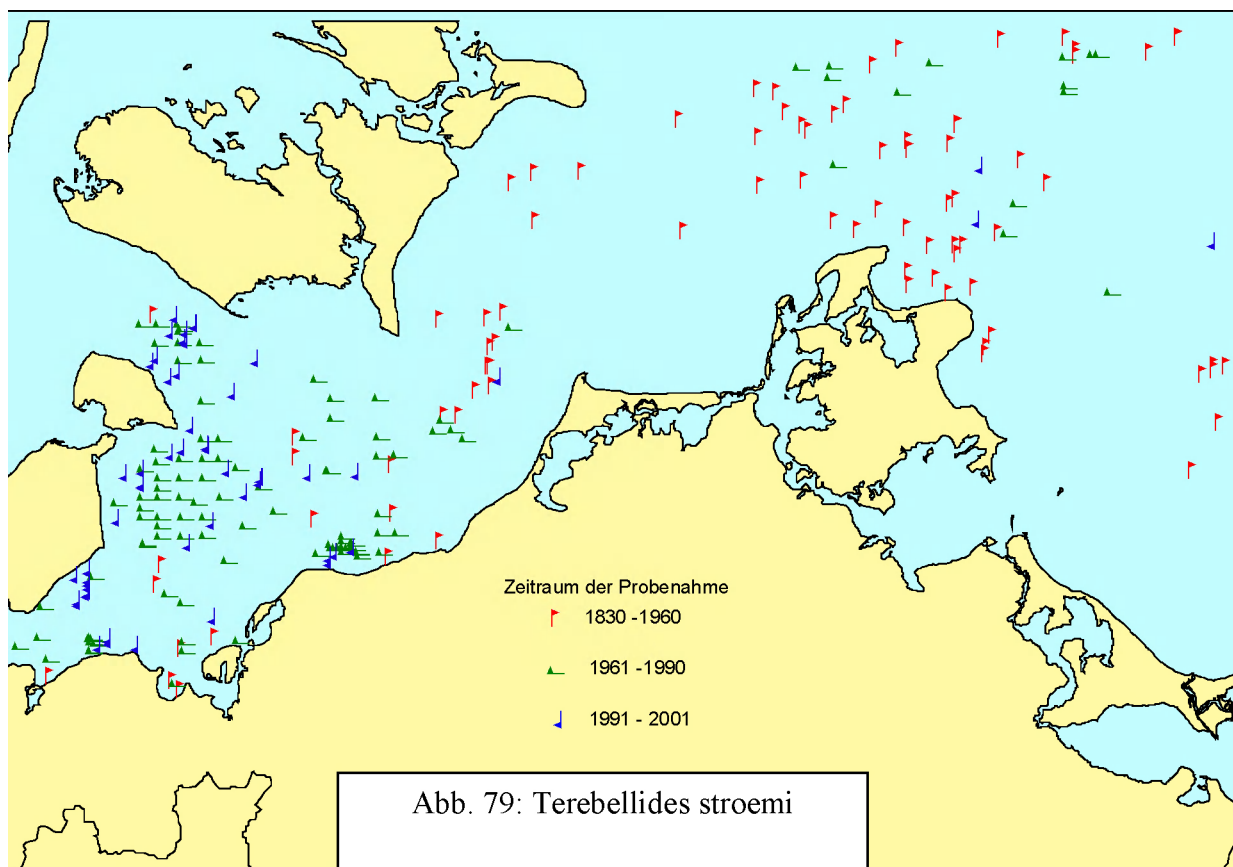 Zeitraum der Probenahme
1830 -1960
1961 -1990
1991 - 2001
Abb. 79: Terebellides stroemi